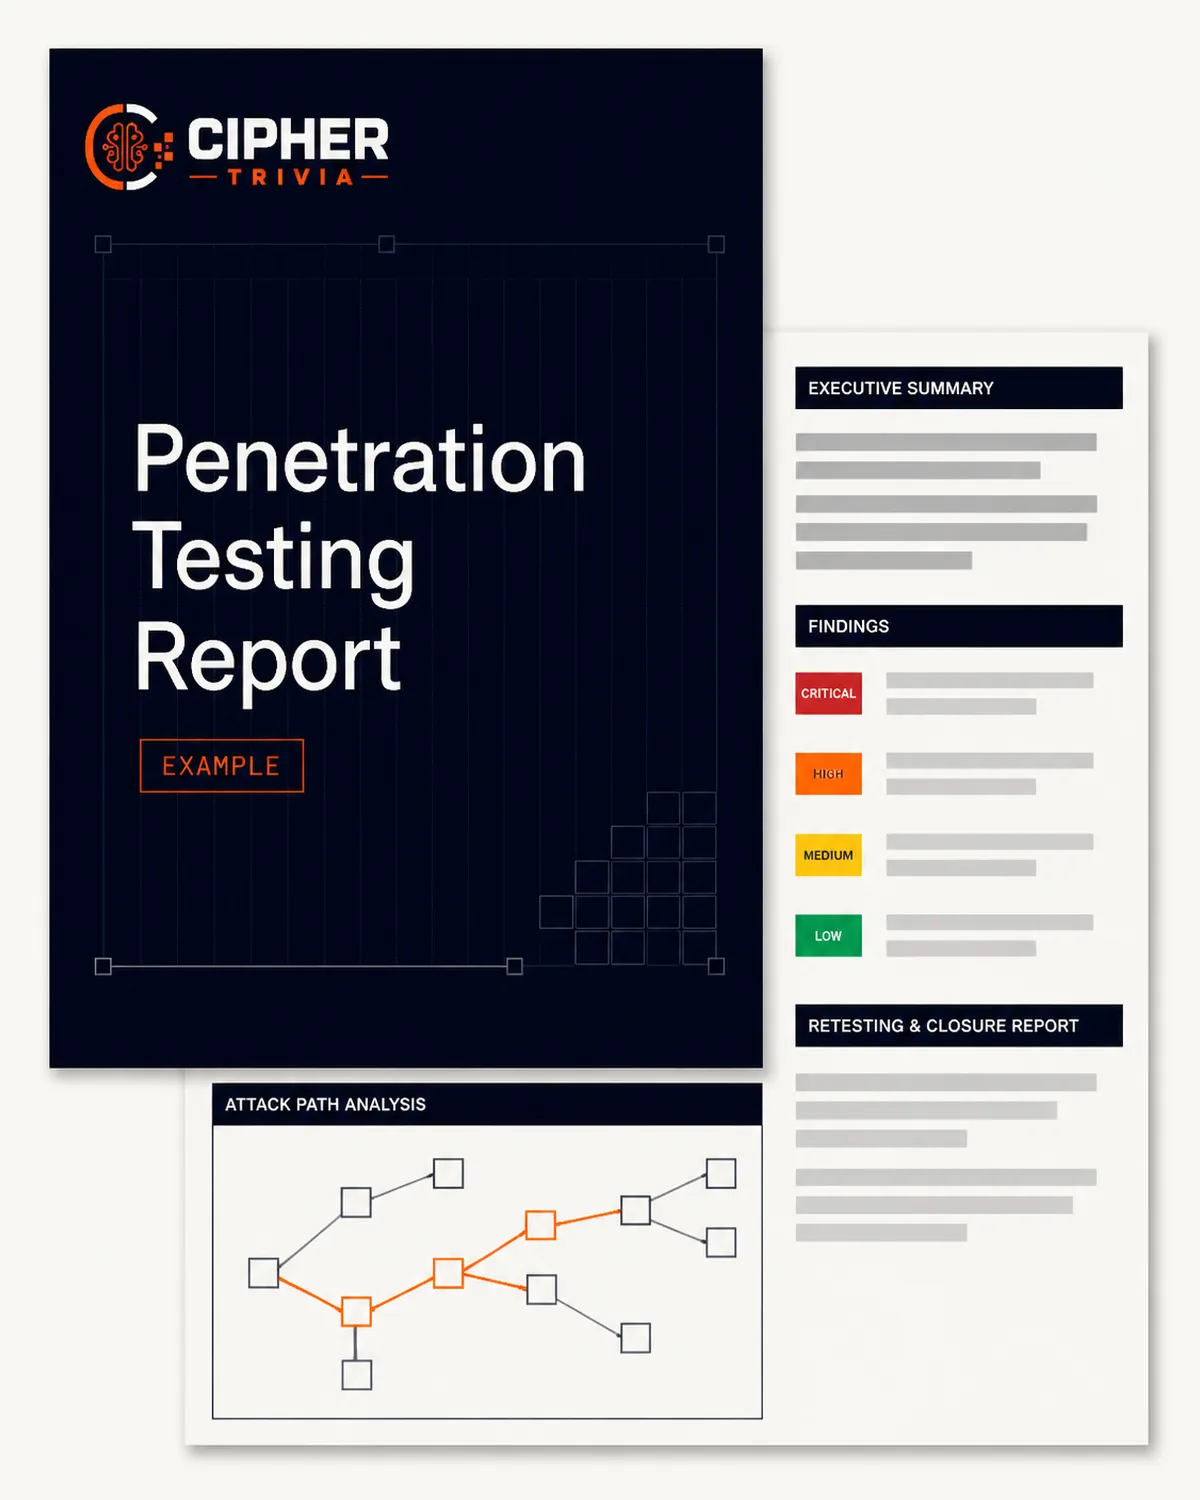 CIPHER
TRIVIA
Penetration
Testing
Report
EXAMPLE
EXECUTIVE SUMMARY
FINDINGS
CRITICAL
HIGH
MEDIUM
LOW
RETESTING & CLOSURE REPORT
ATTACK PATH ANALYSIS